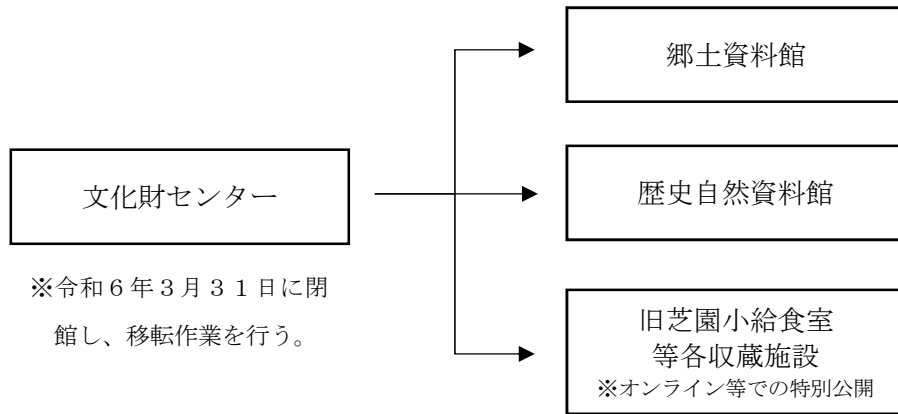 郷土資料館
文化財センター
歴史自然資料館
※令和６年３月３１日に閉
館し、移転作業を行う。
旧芝園小給食室
等各収蔵施設
※オンライン等での特別公開